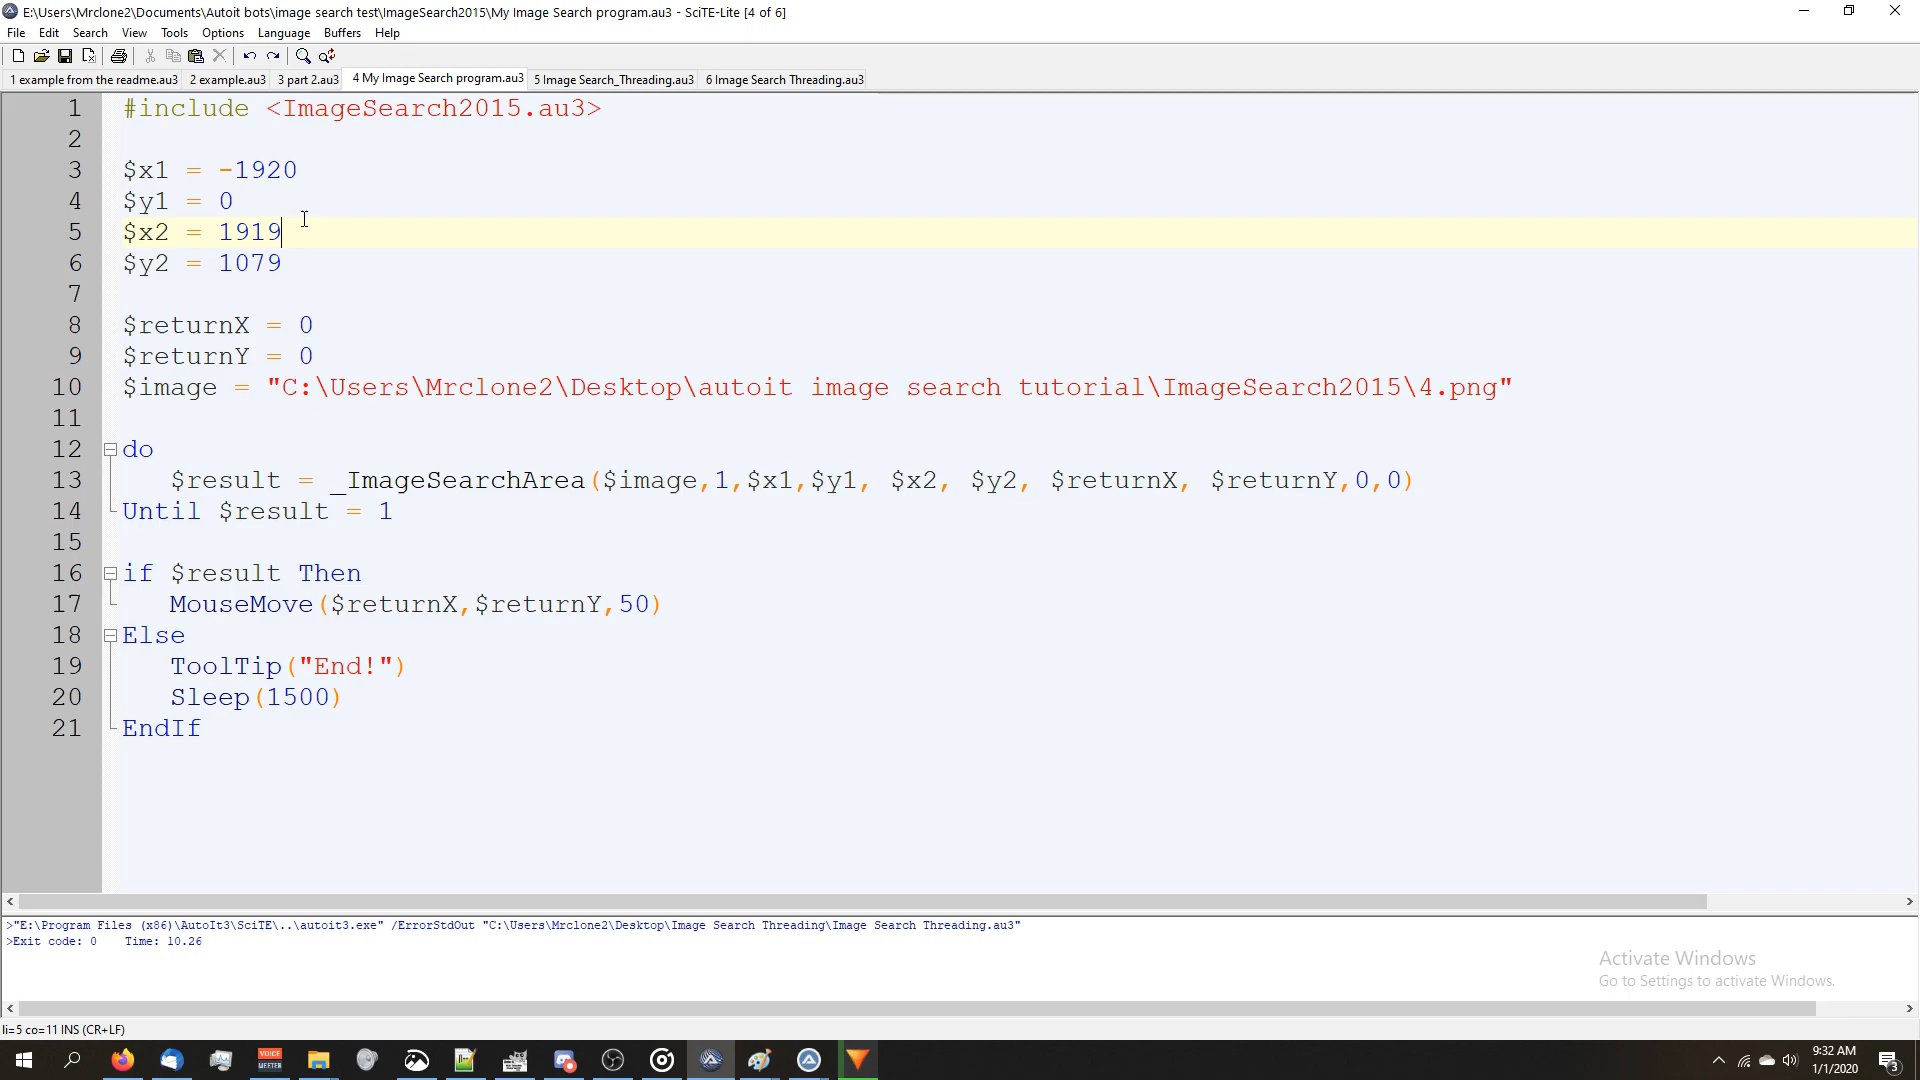 E:\Users\Mrclone2\Documents\Autoit bots\image search test\ImageSearch2015\My Image Search program.au3 - SciTE-Lite [4 of 6]
File Edit Search View Tools Options Language Buffers Help
1 example from the readme.au3 2 example.au3 3 part 2.au3 4 My Image Search program.au3 5 Image Search_Threading.au3 6 Image Search Threading.au3
1 #include <ImageSearch2015.au3>
2
3 $x1 = -1920
4 $y1 = 0
5 $x2 = 1919
6 $y2 = 1079
7
8 $returnX = 0
9 $returnY = 0
10 $image = "C:\Users\Mrclone2\Desktop\autoit image search tutorial\ImageSearch2015\4.png"
11
12 do
13 $result = _ImageSearchArea($image,1,$x1,$y1, $x2, $y2, $returnX, $returnY,0,0)
14 Until $result = 1
15
16 if $result Then
17 MouseMove($returnX,$returnY,50)
18 Else
19 ToolTip("End!")
20 Sleep(1500)
21 EndIf
>"E:\Program Files (x86)\AutoIt3\SciTE\..\autoit3.exe" /ErrorStdOut "C:\Users\Mrclone2\Desktop\Image Search Threading\Image Search Threading.au3"
>Exit code: 0 Time: 10.26
Activate Windows
Go to Settings to activate Windows.
li=5 co=11 INS (CR+LF)
VOICE
MEETER
9:32 AM
1/1/2020
3